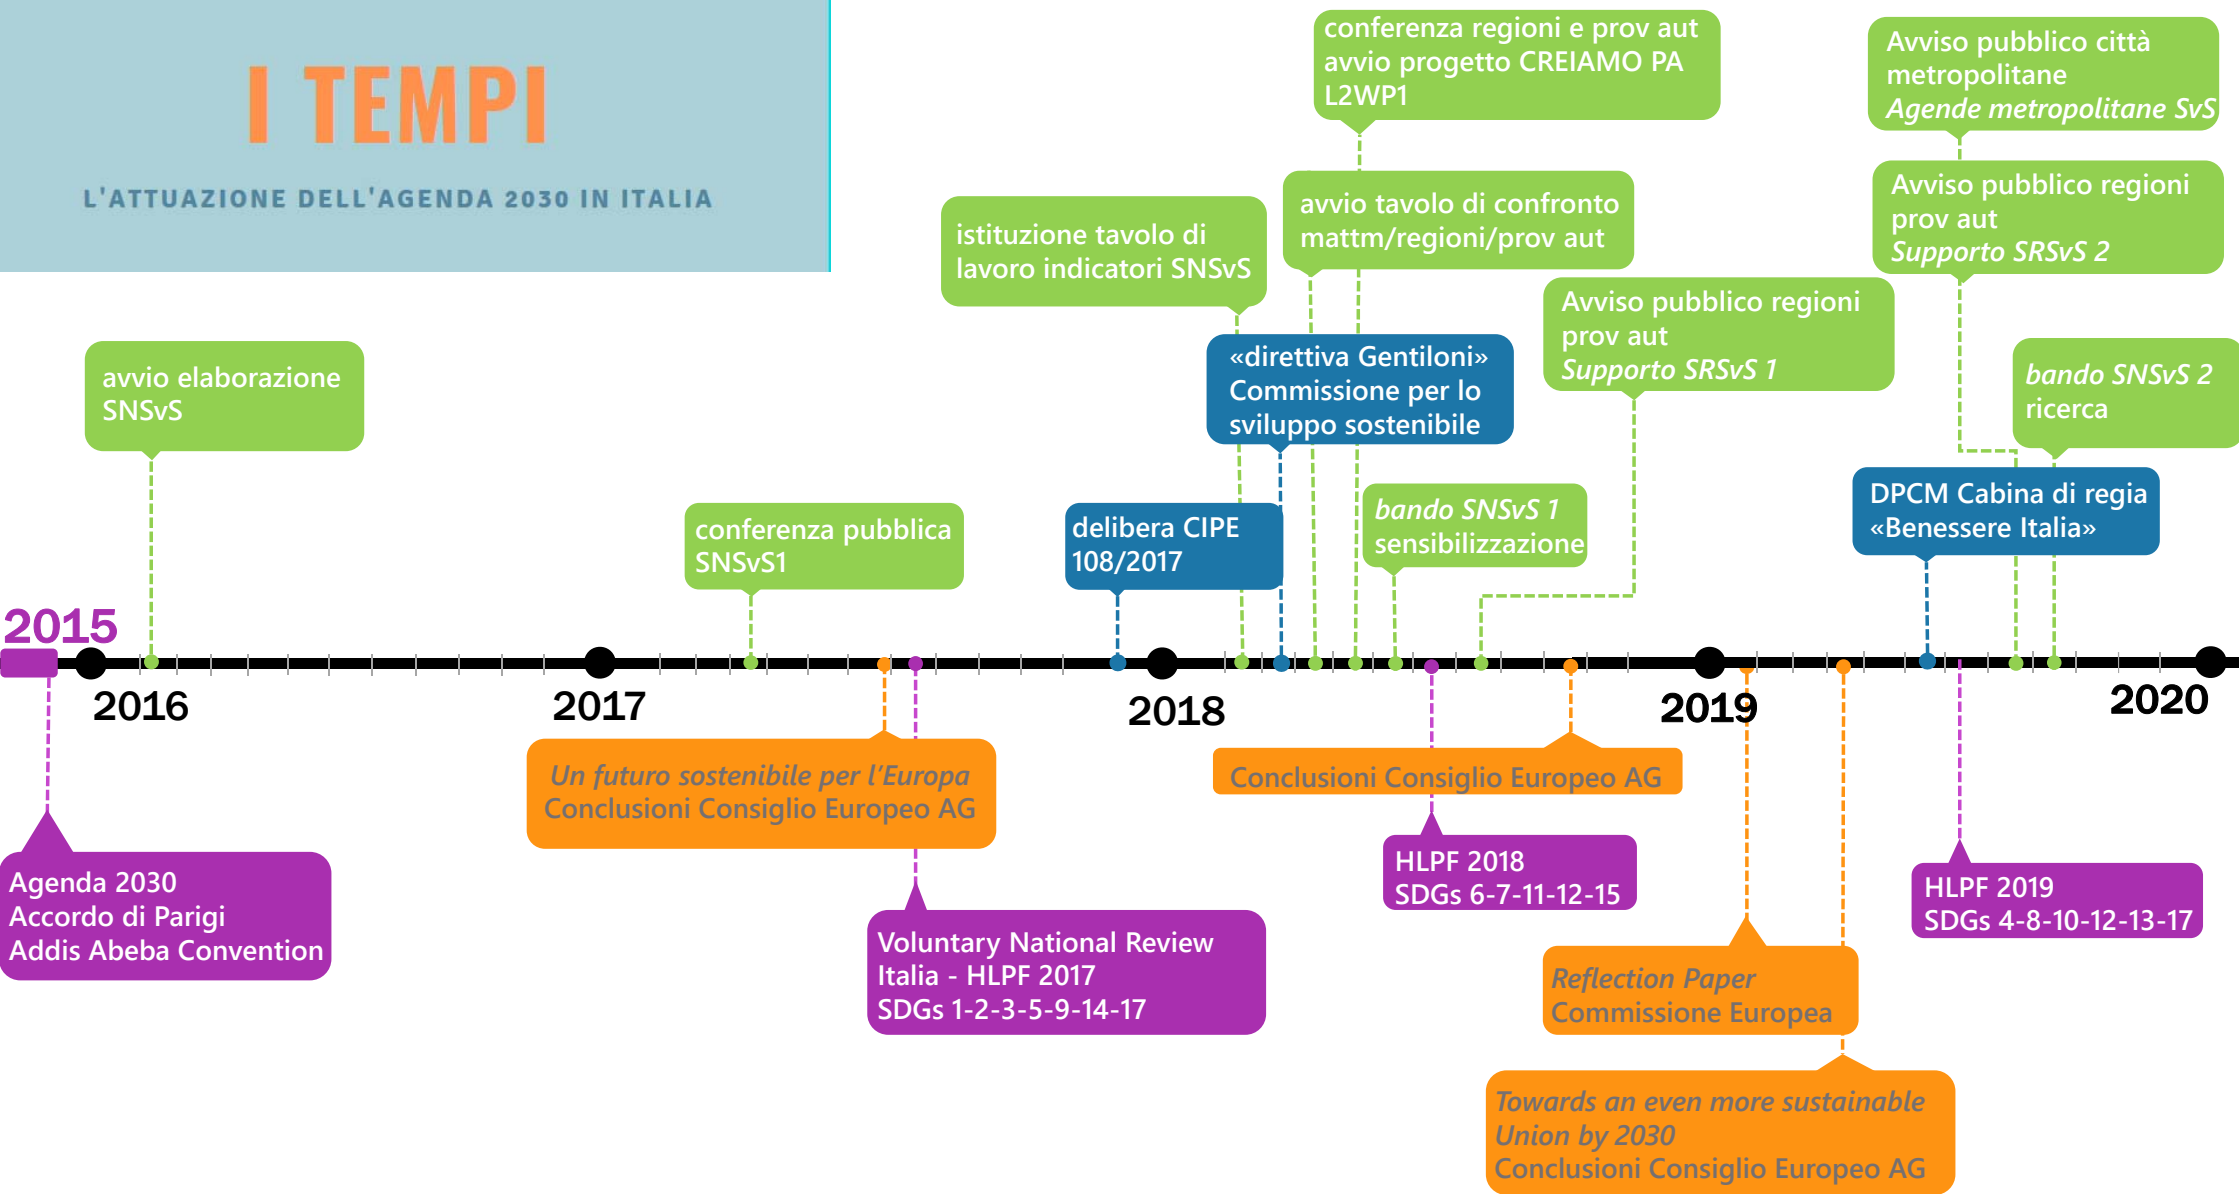 I TEMPI
L'ATTUAZIONE DELL'AGENDA 2030 IN ITALIA
conferenza regioni e prov aut
avvio progetto CREIAMO PA
L2WP1
Avviso pubblico città
metropolitane
Agende metropolitane SvS
istituzione tavolo di
lavoro indicatori SNSvS
avvio tavolo di confronto
mattm/regioni/prov aut
Avviso pubblico regioni
prov aut
Supporto SRSvS 2
avvio elaborazione
SNSvS
«direttiva Gentiloni»
Commissione per lo
sviluppo sostenibile
Avviso pubblico regioni
prov aut
Supporto SRSvS 1
bando SNSvS 2
ricerca
conferenza pubblica
SNSvS1
delibera CIPE
108/2017
bando SNSvS 1
sensibilizzazione
DPCM Cabina di regia
«Benessere Italia»
2015
2016
2017
2018
2019
2020
Un futuro sostenibile per l'Europa
Conclusioni Consiglio Europeo AG
Conclusioni Consiglio Europeo AG
Agenda 2030
Accordo di Parigi
Addis Abeba Convention
Voluntary National Review
Italia - HLPF 2017
SDGs 1-2-3-5-9-14-17
HLPF 2018
SDGs 6-7-11-12-15
HLPF 2019
SDGs 4-8-10-12-13-17
Reflection Paper
Commissione Europea
Towards an even more sustainable
Union by 2030
Conclusioni Consiglio Europeo AG